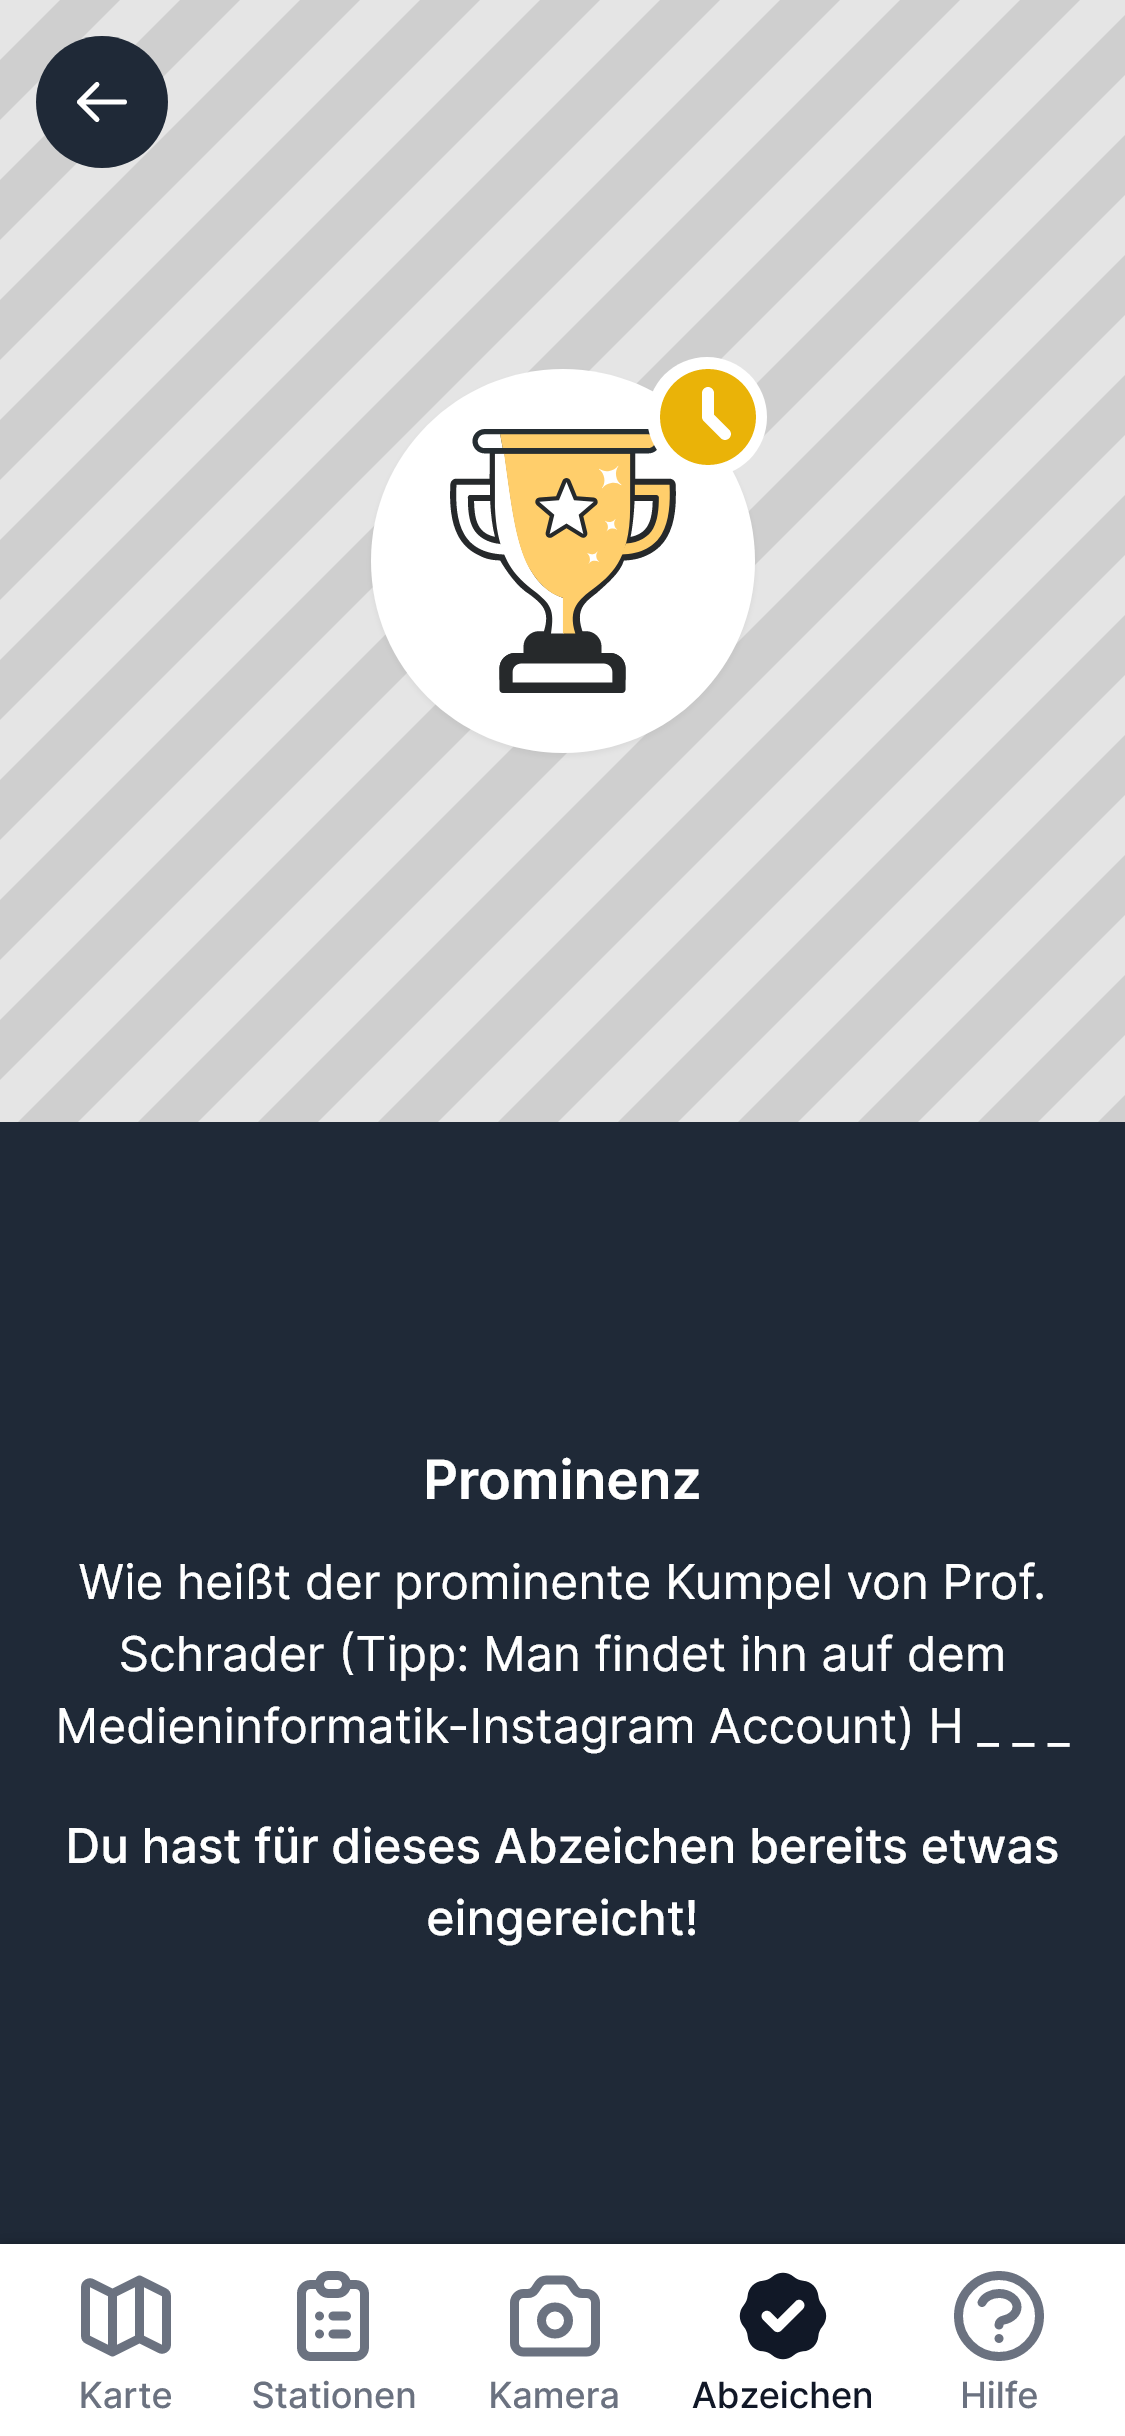 Prominenz
Wie heißt der prominente Kumpel von Prof.
Schrader (Tipp: Man findet ihn auf dem
Medieninformatik-Instagram Account) H _ _ _
Du hast für dieses Abzeichen bereits etwas
eingereicht!
Karte Stationen Kamera Abzeichen Hilfe